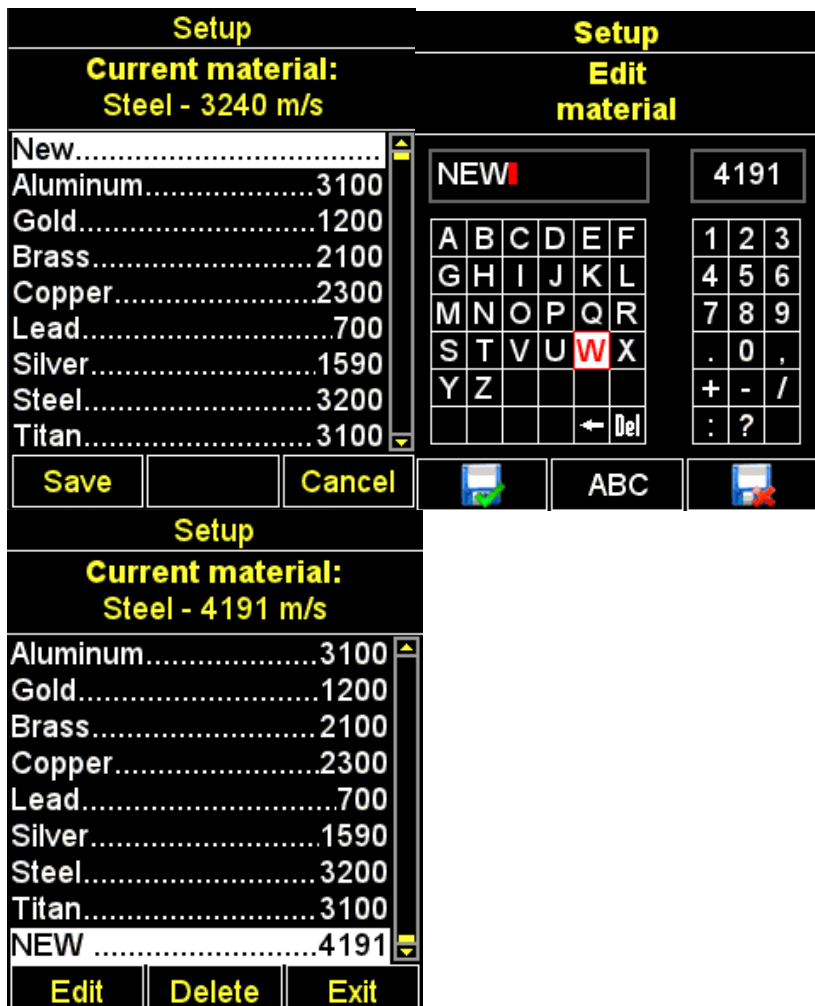 Setup
Current material:
Steel - 3240 m/s
New..................................
Aluminum....................3100
Gold............................1200
Brass..........................2100
Copper.......................2300
Lead............................700
Silver..........................1590
Steel...........................3200
Titan...........................3100
Save Cancel
Setup
Edit
material
NEW 4191
A B C D E F 1 2 3
G H I J K L 4 5 6
M N O P Q R 7 8 9
S T V U W X . 0 ,
Y Z + - /
← Del : ?
ABC
Setup
Current material:
Steel - 4191 m/s
Aluminum....................3100
Gold............................1200
Brass..........................2100
Copper.......................2300
Lead............................700
Silver..........................1590
Steel...........................3200
Titan...........................3100
NEW ..........................4191
Edit Delete Exit